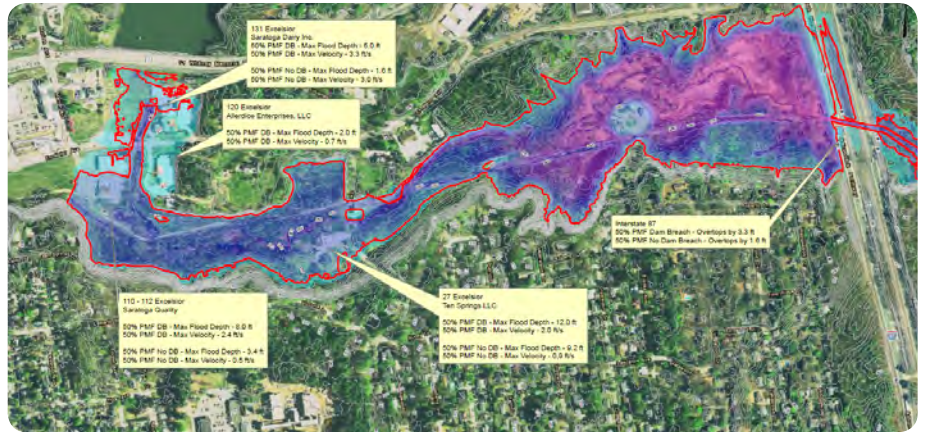 131 Excelsior
Saratoga Dairy Inc.
50% PMF DB - Max Flood Depth - 6.0 ft
50% PMF DB - Max Velocity - 3.3 ft/s
50% PMF No DB - Max Flood Depth - 1.6 ft
50% PMF No DB - Max Velocity - 3.0 ft/s
120 Excelsior
Allerdice Enterprises, LLC
50% PMF DB - Max Flood Depth - 2.0 ft
50% PMF DB - Max Velocity - 0.7 ft/s
Interstate 87
50% PMF Dam Breach - Overtops by 3.3 ft
50% PMF No Dam Breach - Overtops by 1.6 ft
110 - 112 Excelsior
Saratoga Quality
50% PMF DB - Max Flood Depth - 6.0 ft
50% PMF DB - Max Velocity - 2.4 ft/s
50% PMF No DB - Max Flood Depth - 3.4 ft
50% PMF No DB - Max Velocity - 0.5 ft/s
27 Excelsior
Ten Springs LLC
50% PMF DB - Max Flood Depth - 12.0 ft
50% PMF DB - Max Velocity - 2.0 ft/s
50% PMF No DB - Max Flood Depth - 9.2 ft
50% PMF No DB - Max Velocity - 0.9 ft/s